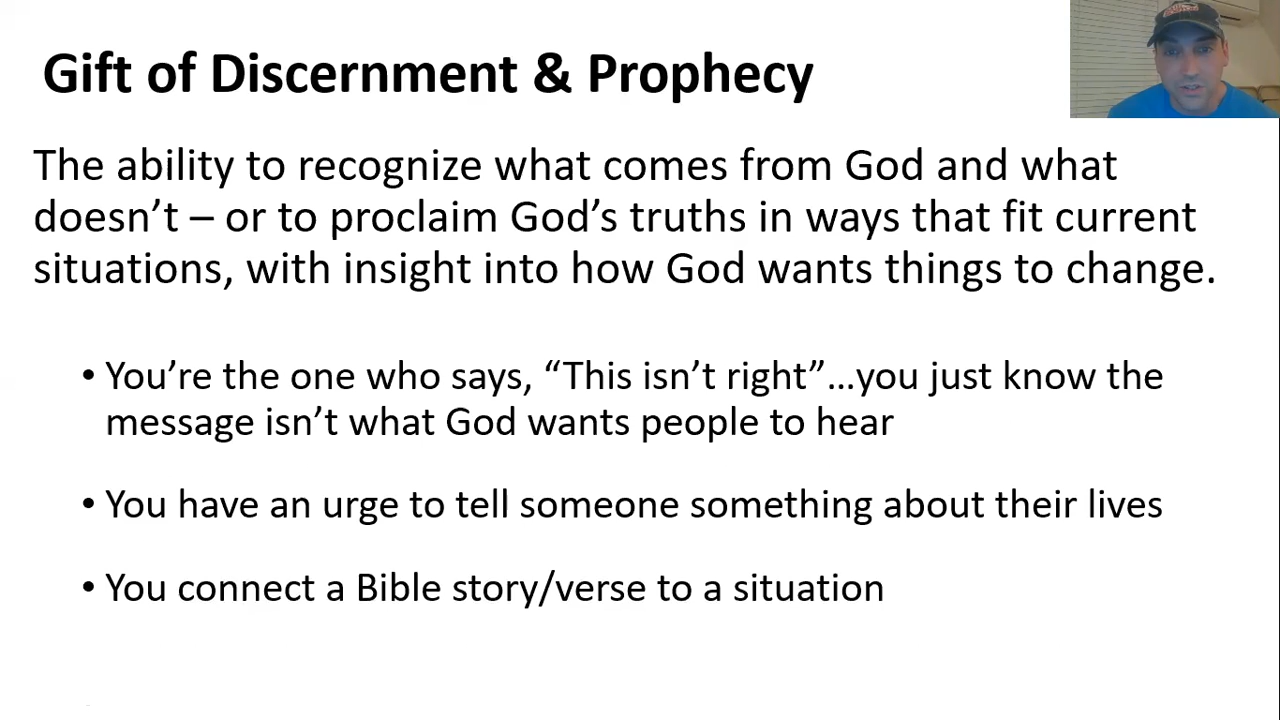 Gift of Discernment & Prophecy
The ability to recognize what comes from God and what
doesn’t – or to proclaim God’s truths in ways that fit current
situations, with insight into how God wants things to change.
• You’re the one who says, “This isn’t right”…you just know the
message isn’t what God wants people to hear
• You have an urge to tell someone something about their lives
• You connect a Bible story/verse to a situation